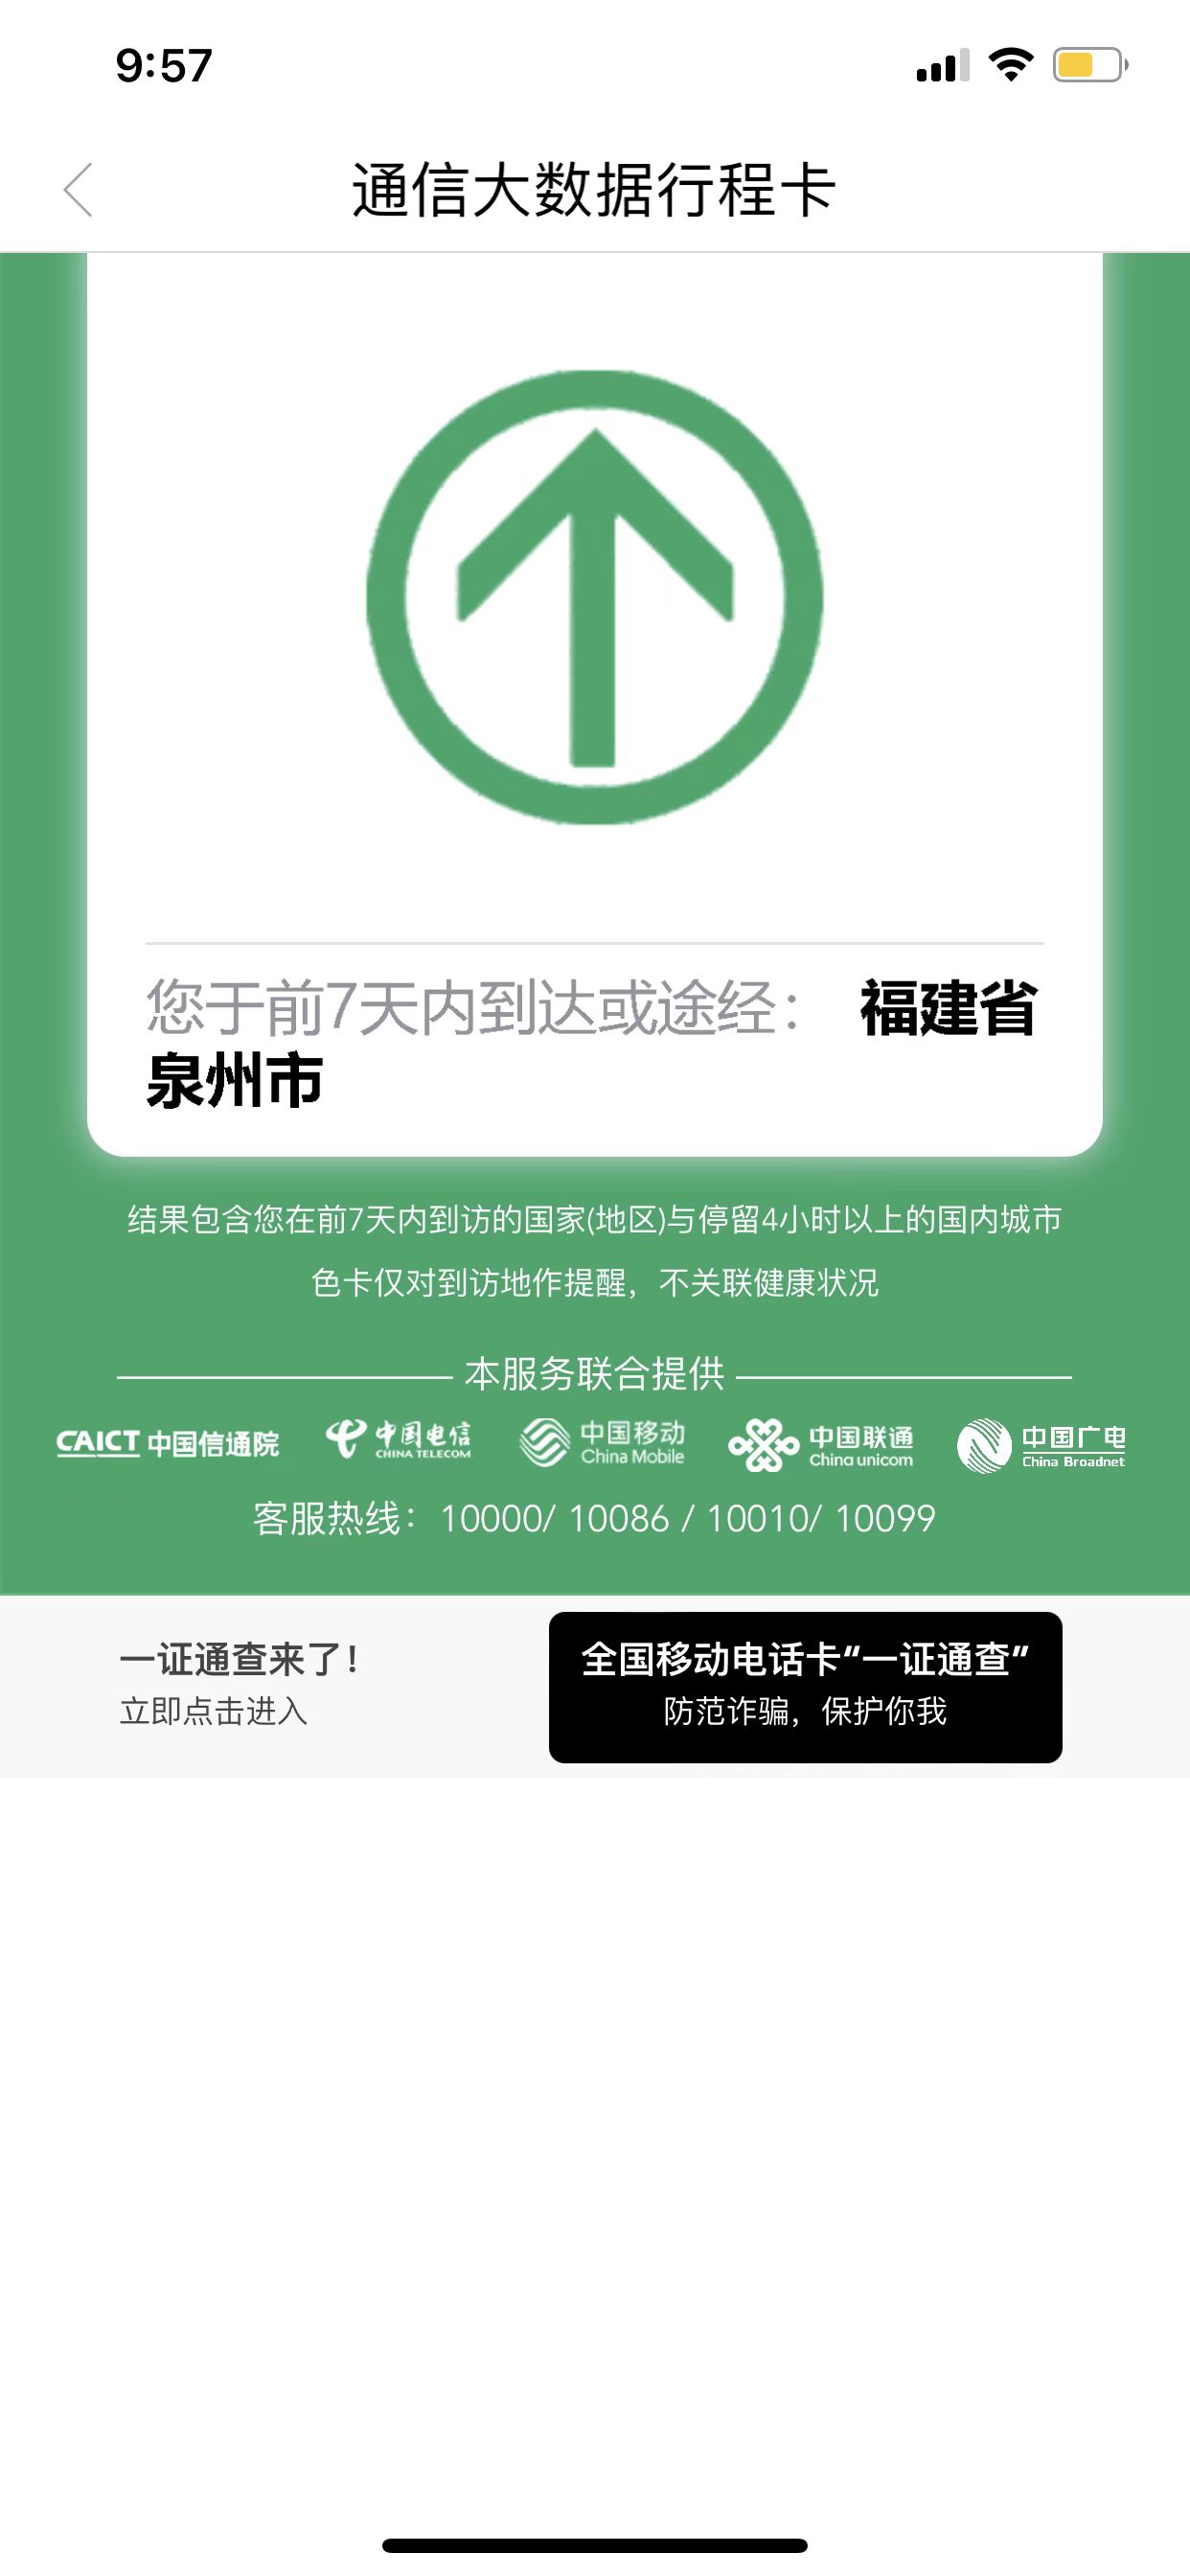 9:57
通信大数据行程卡
您于前7天内到达或途经： 福建省
泉州市
结果包含您在前7天内到访的国家(地区)与停留4小时以上的国内城市
色卡仅对到访地作提醒，不关联健康状况
本服务联合提供
CAICT 中国信通院 中国电信 CHINA TELECOM 中国移动 China Mobile 中国联通 China unicom 中国广电 China Broadnet
客服热线：10000/ 10086 / 10010/ 10099
一证通查来了！
立即点击进入
全国移动电话卡“一证通查”
防范诈骗，保护你我